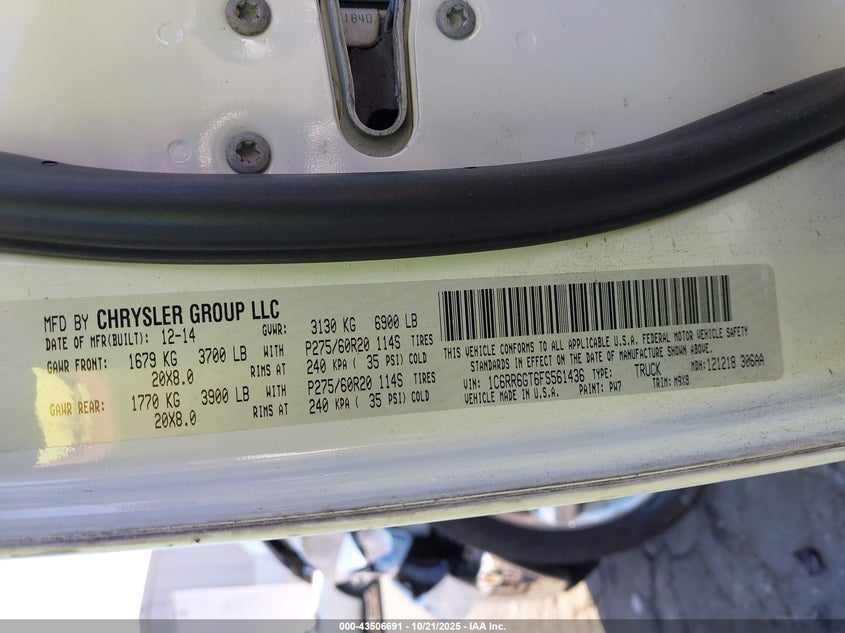 184D
MFD BY CHRYSLER GROUP LLC
DATE OF MFR(BUILT): 12-14 GVWR: 3130 KG 6900 LB
GAWR FRONT: 1679 KG 3700 LB WITH P275/60R20 114S TIRES
20X8.0 RIMS AT 240 KPA ( 35 PSI) COLD
GAWR REAR: 1770 KG 3900 LB WITH P275/60R20 114S TIRES
20X8.0 RIMS AT 240 KPA ( 35 PSI) COLD
THIS VEHICLE CONFORMS TO ALL APPLICABLE U.S.A. FEDERAL MOTOR VEHICLE SAFETY
STANDARDS IN EFFECT ON THE DATE OF MANUFACTURE SHOWN ABOVE.
VIN: 1C6RR6GT6FS561436 TYPE: TRUCK MDH: 121218 306AA
VEHICLE MADE IN U.S.A. PAINT: PW7 TRIM: M9X8
000-43506691 - 10/21/2025 - IAA Inc.